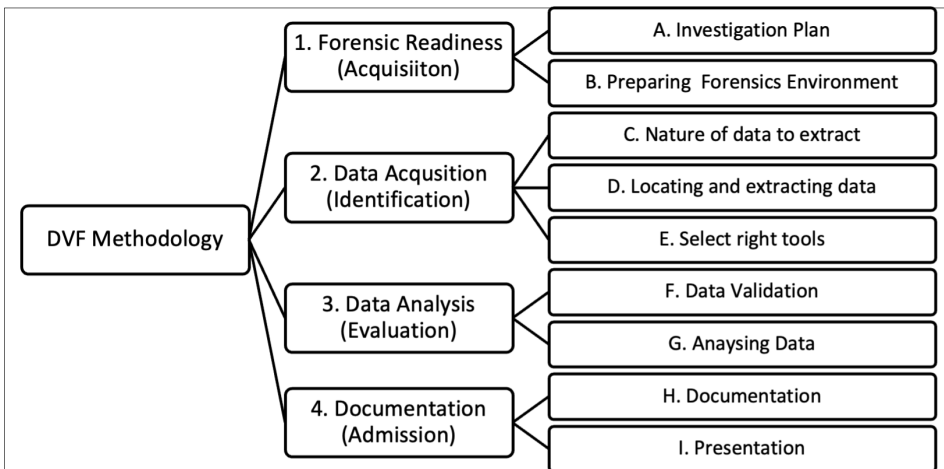 DVF Methodology
1. Forensic Readiness
(Acquisiiton)
A. Investigation Plan
B. Preparing Forensics Environment
2. Data Acqusition
(Identification)
C. Nature of data to extract
D. Locating and extracting data
E. Select right tools
3. Data Analysis
(Evaluation)
F. Data Validation
G. Anaysing Data
4. Documentation
(Admission)
H. Documentation
I. Presentation